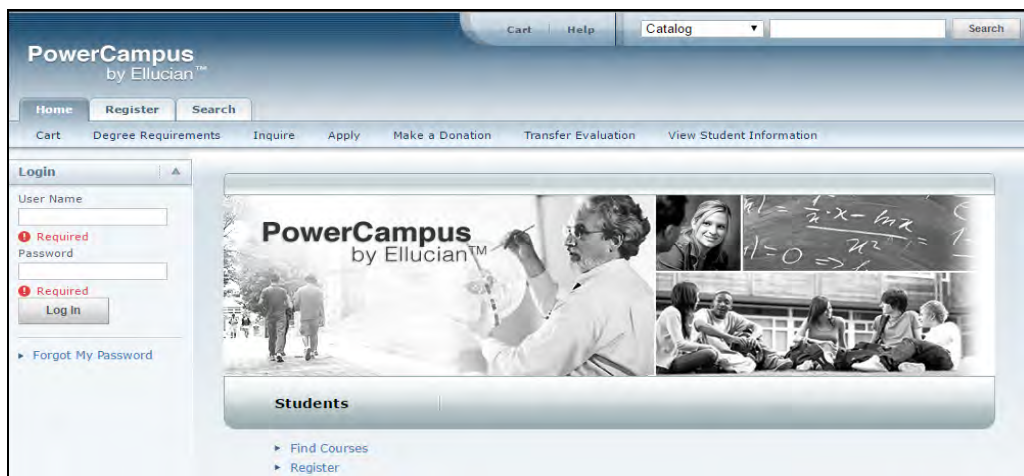 Cart Help Catalog Search
PowerCampus
by Ellucian™
Home Register Search
Cart Degree Requirements Inquire Apply Make a Donation Transfer Evaluation View Student Information
Login
User Name
Required
Password
Required
Log In
Forgot My Password
PowerCampus
by Ellucian™
Students
Find Courses
Register